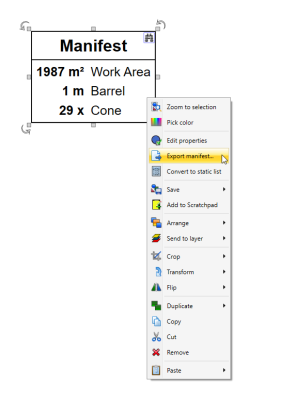 Manifest
1987 m² Work Area
1 m Barrel
29 x Cone
Zoom to selection
Pick color
Edit properties
Export manifest...
Convert to static list
Save
Add to Scratchpad
Arrange
Send to layer
Crop
Transform
Flip
Duplicate
Copy
Cut
Remove
Paste